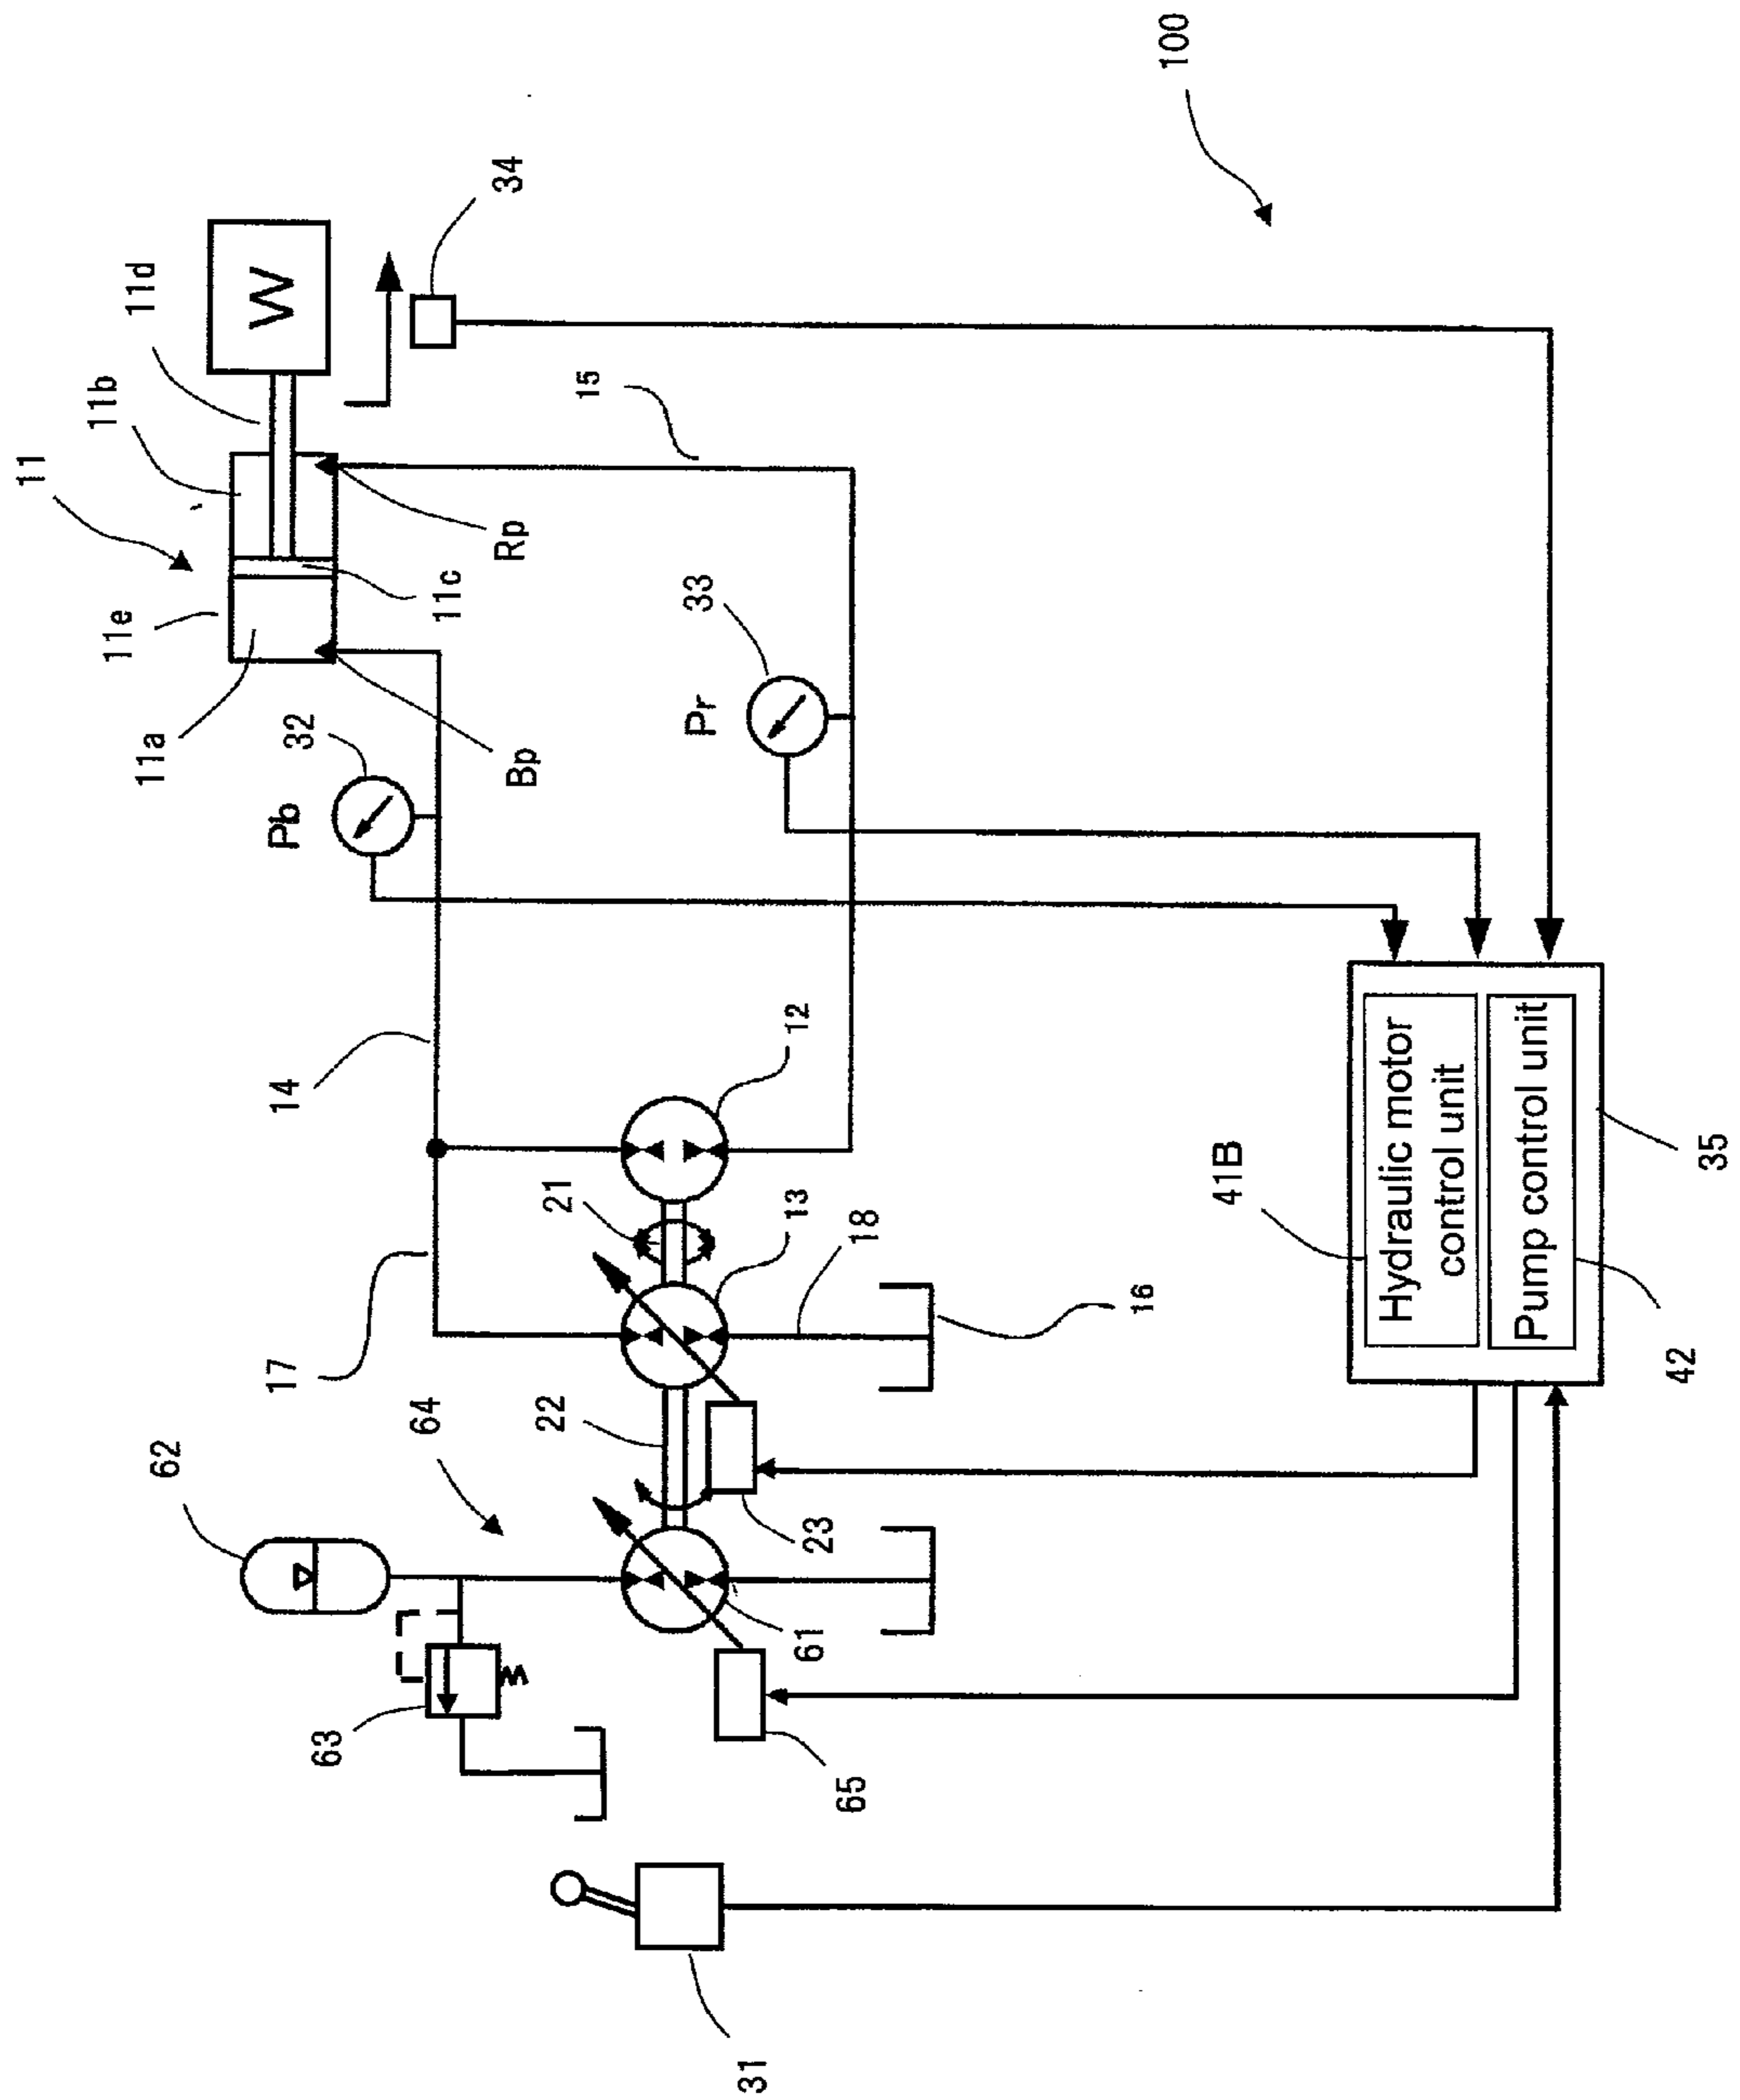 100
34
W
11d
11b
11
11e
11a
11c
Rp
Bp
15
32
Pb
33
Pr
14
12
17
21
13
18
16
22
64
62
23
61
63
65
31
41B
Hydraulic motor
control unit
Pump control unit
35
42